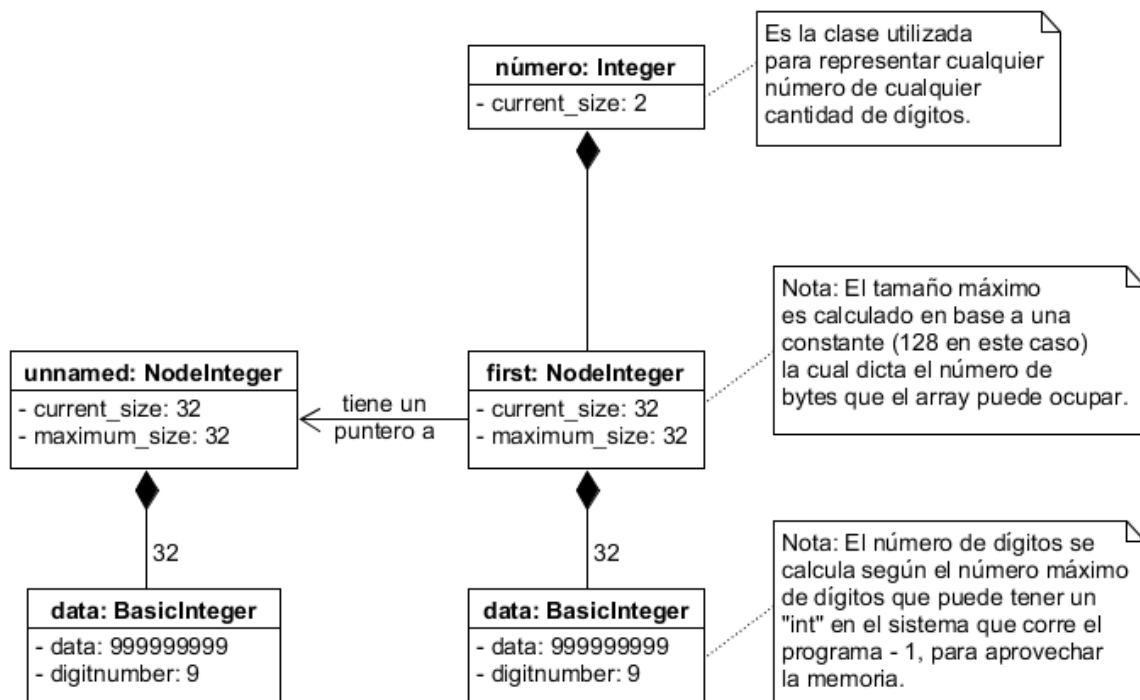 Es la clase utilizada
para representar cualquier
número de cualquier
cantidad de dígitos.
número: Integer
- current_size: 2
Nota: El tamaño máximo
es calculado en base a una
constante (128 en este caso)
la cual dicta el número de
bytes que el array puede ocupar.
unnamed: NodeInteger
- current_size: 32
- maximum_size: 32
tiene un
puntero a
first: NodeInteger
- current_size: 32
- maximum_size: 32
32
32
data: BasicInteger
- data: 999999999
- digitnumber: 9
data: BasicInteger
- data: 999999999
- digitnumber: 9
Nota: El número de dígitos se
calcula según el número máximo
de dígitos que puede tener un
"int" en el sistema que corre el
programa - 1, para aprovechar
la memoria.